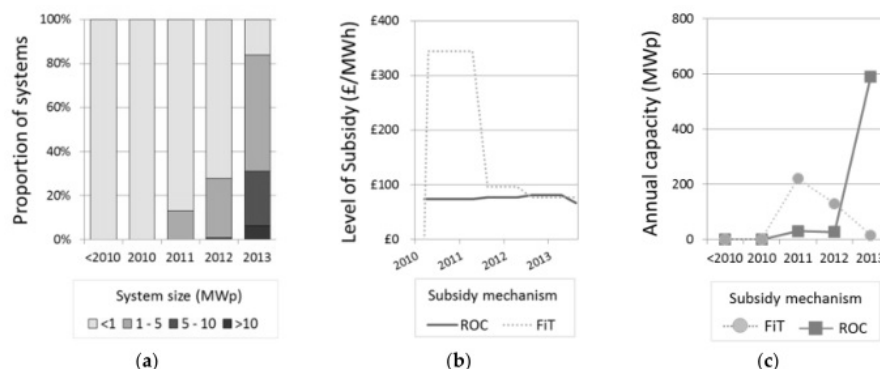 Proportion of systems
100%
80%
60%
40%
20%
0%
<2010 2010 2011 2012 2013
System size (MWp)
<1 1 - 5 5 - 10 >10
(a)
Level of Subsidy (£/MWh)
£400
£300
£200
£100
£0
2010 2011 2012 2013
Subsidy mechanism
ROC FiT
(b)
Annual capacity (MWp)
800
600
400
200
0
<2010 2010 2011 2012 2013
Subsidy mechanism
FiT ROC
(c)